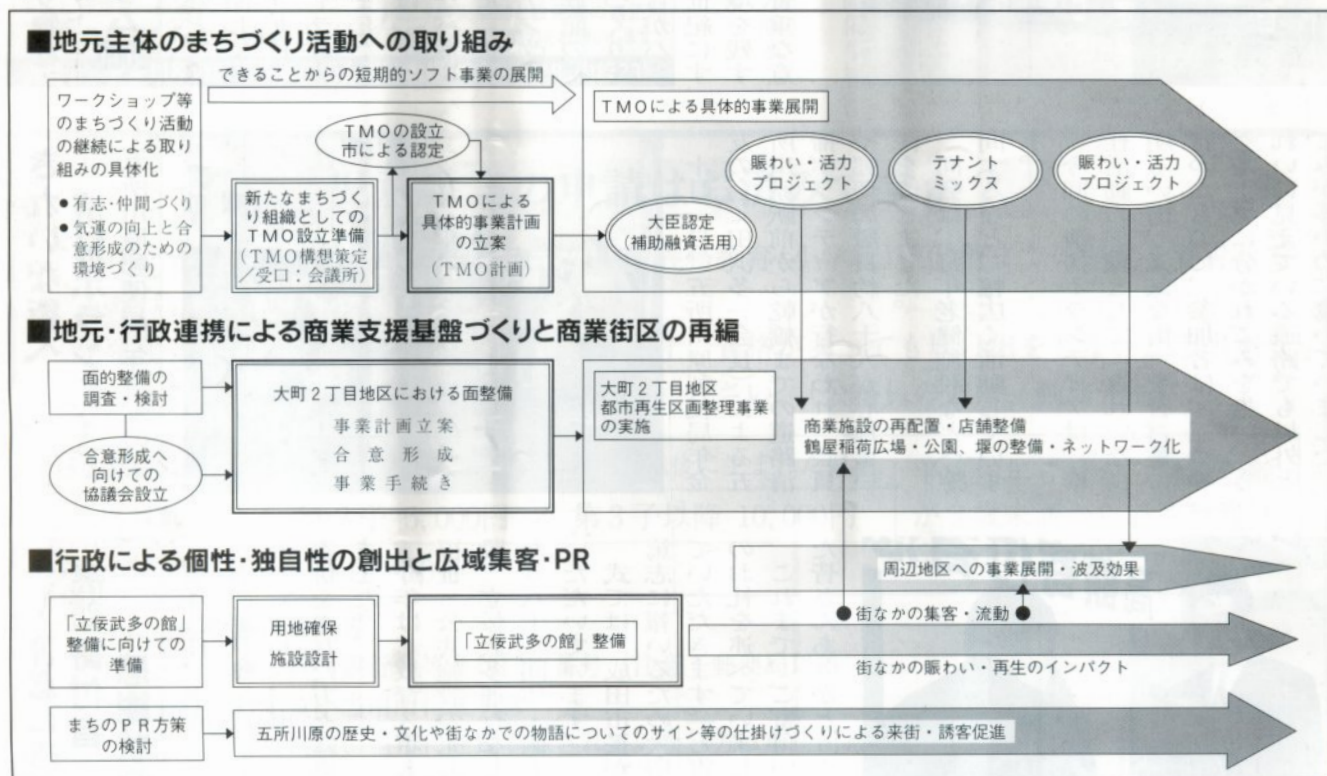 ■地元主体のまちづくり活動への取り組み
できることからの短期的ソフト事業の展開
ワークショップ等
のまちづくり活動
の継続による取り
組みの具体化
● 有志・仲間づくり
● 気運の向上と合
意形成のための
環境づくり
新たなまちづく
り組織としての
TMO設立準備
(TMO構想策定
/受口:会議所)
TMOの設立
市による認定
TMOによる
具体的事業計画
の立案
(TMO計画)
TMOによる具体的事業展開
大臣認定
(補助融資活用)
賑わい・活力
プロジェクト
テナント
ミックス
賑わい・活力
プロジェクト
■地元・行政連携による商業支援基盤づくりと商業街区の再編
面的整備の
調査・検討
合意形成へ
向けての
協議会設立
大町2丁目地区における面整備
事業計画立案
合意形成
事業手続き
大町2丁目地区
都市再生区画整理事業
の実施
商業施設の再配置・店舗整備
鶴屋稲荷広場・公園、堰の整備・ネットワーク化
■行政による個性・独自性の創出と広域集客・PR
周辺地区への事業展開・波及効果
「立佞武多の館」
整備に向けての
準備
用地確保
施設設計
「立佞武多の館」整備
●街なかの集客・流動●
街なかの賑わい・再生のインパクト
まちのPR方策
の検討
五所川原の歴史・文化や街なかでの物語についてのサイン等の仕掛けづくりによる来街・誘客促進